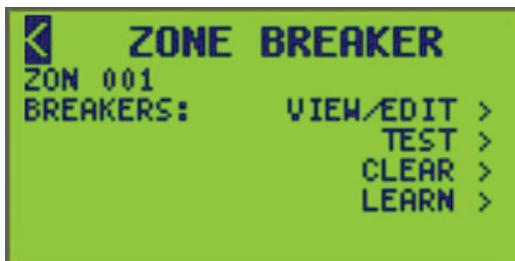 < ZONE BREAKER
ZON 001
BREAKERS: VIEW/EDIT >
TEST >
CLEAR >
LEARN >